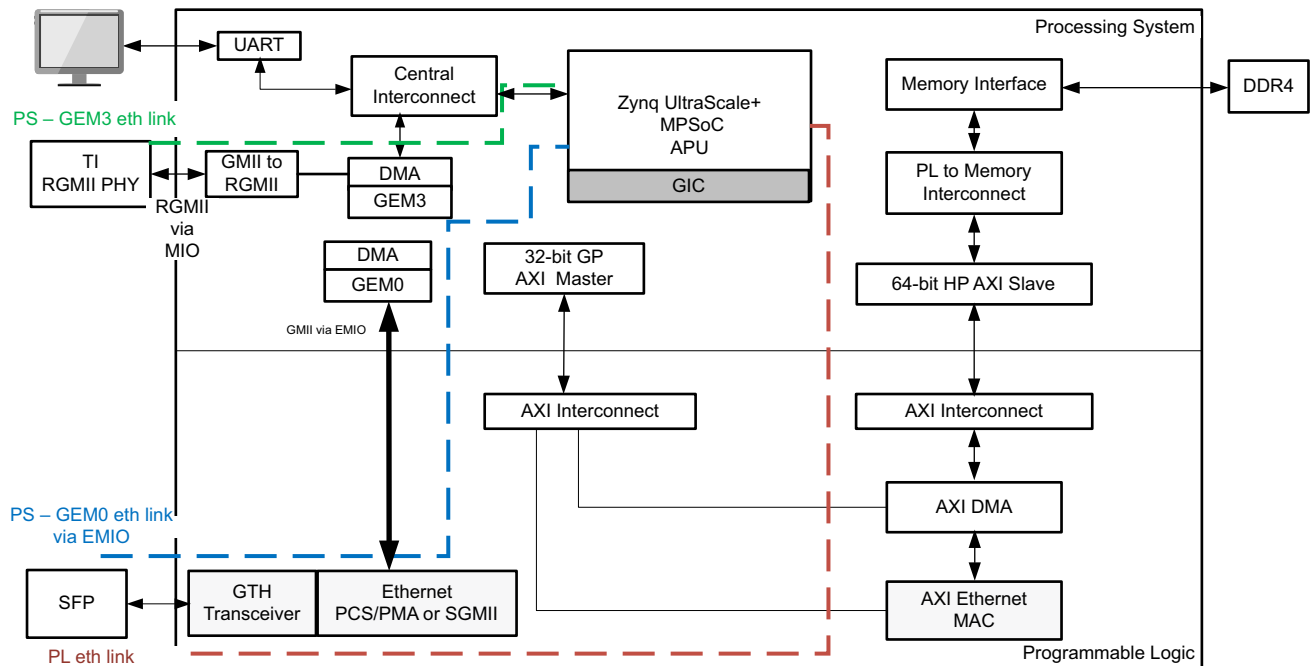 Processing System
UART
Central
Interconnect
Zynq UltraScale+
MPSoC
APU
GIC
Memory Interface
DDR4
PS – GEM3 eth link
TI
RGMII PHY
GMII to
RGMII
DMA
GEM3
RGMII
via
MIO
PL to Memory
Interconnect
DMA
GEM0
32-bit GP
AXI Master
64-bit HP AXI Slave
GMII via EMIO
AXI Interconnect
AXI Interconnect
PS – GEM0 eth link
via EMIO
AXI DMA
SFP
GTH
Transceiver
Ethernet
PCS/PMA or SGMII
AXI Ethernet
MAC
PL eth link
Programmable Logic